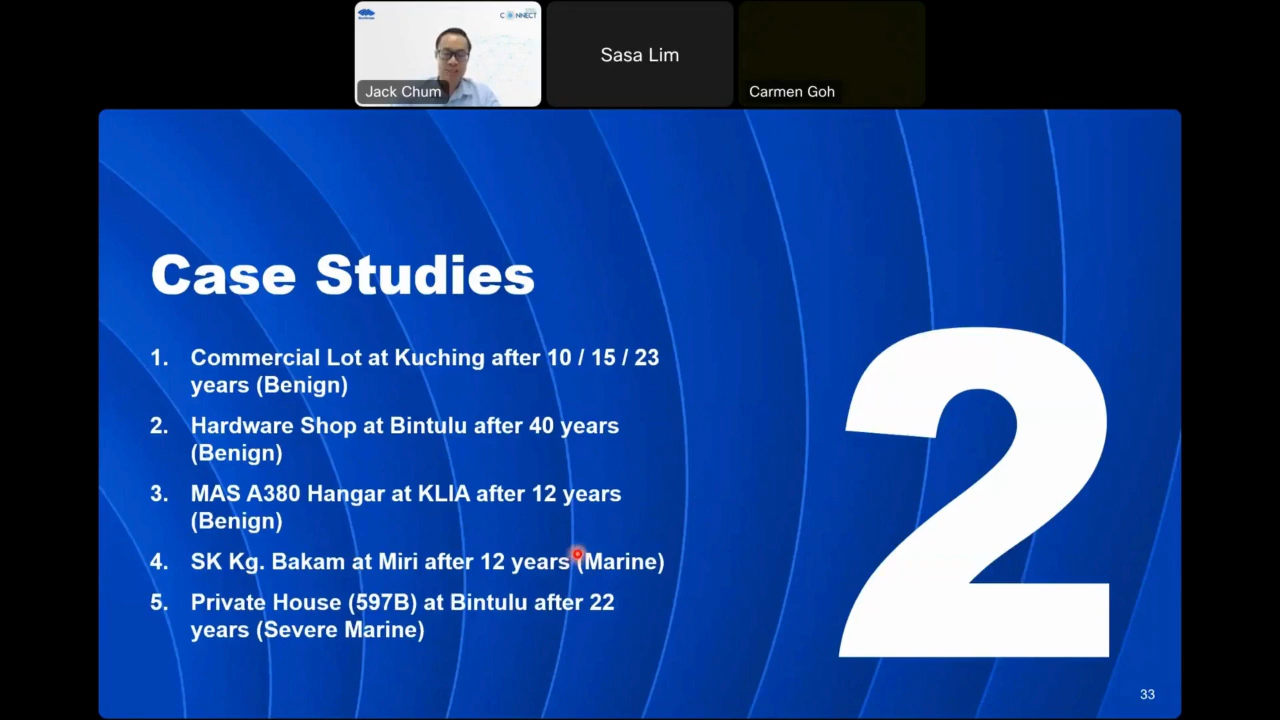 CONNECT
Jack Chum
Sasa Lim
Carmen Goh
Case Studies
1. Commercial Lot at Kuching after 10 / 15 / 23
years (Benign)
2. Hardware Shop at Bintulu after 40 years
(Benign)
3. MAS A380 Hangar at KLIA after 12 years
(Benign)
4. SK Kg. Bakam at Miri after 12 years (Marine)
5. Private House (597B) at Bintulu after 22
years (Severe Marine)
2
33